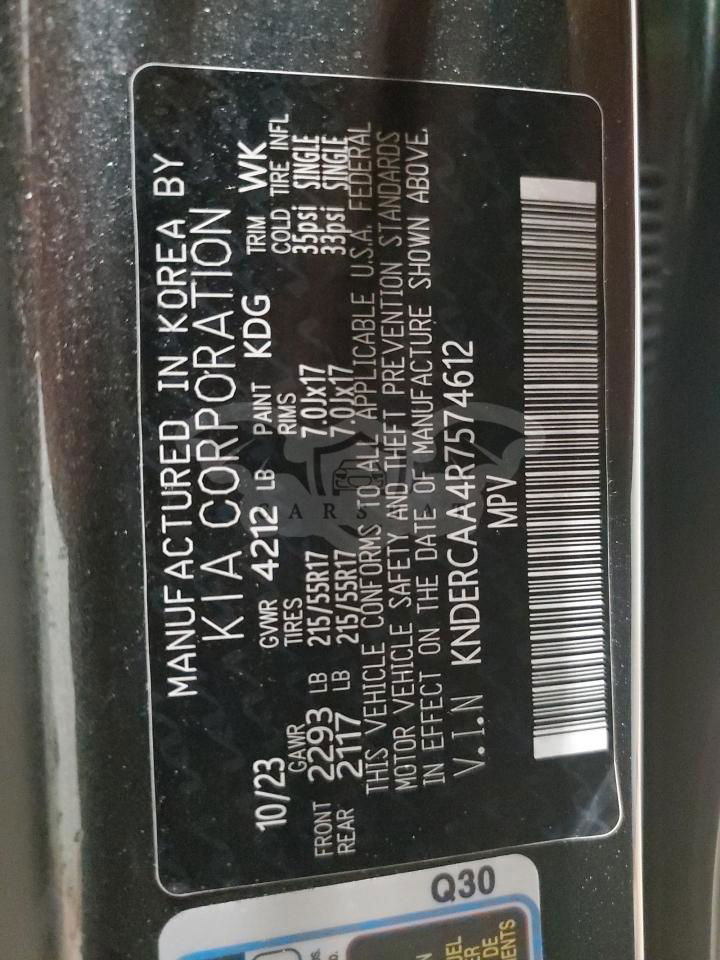 MANUFACTURED IN KOREA BY
KIA CORPORATION
10/23 GVWR 4212 LB PAINT KDG TRIM WK
GAWR TIRES RIMS COLD TIRE INFL
FRONT 2293 LB 215/55R17 7.0Jx17 35psi SINGLE
REAR 2117 LB 215/55R17 7.0Jx17 33psi SINGLE
THIS VEHICLE CONFORMS TO ALL APPLICABLE U.S.A. FEDERAL
MOTOR VEHICLE SAFETY AND THEFT PREVENTION STANDARDS
IN EFFECT ON THE DATE OF MANUFACTURE SHOWN ABOVE.
V.I.N KNDERCAA4R7574612
MPV
Q30